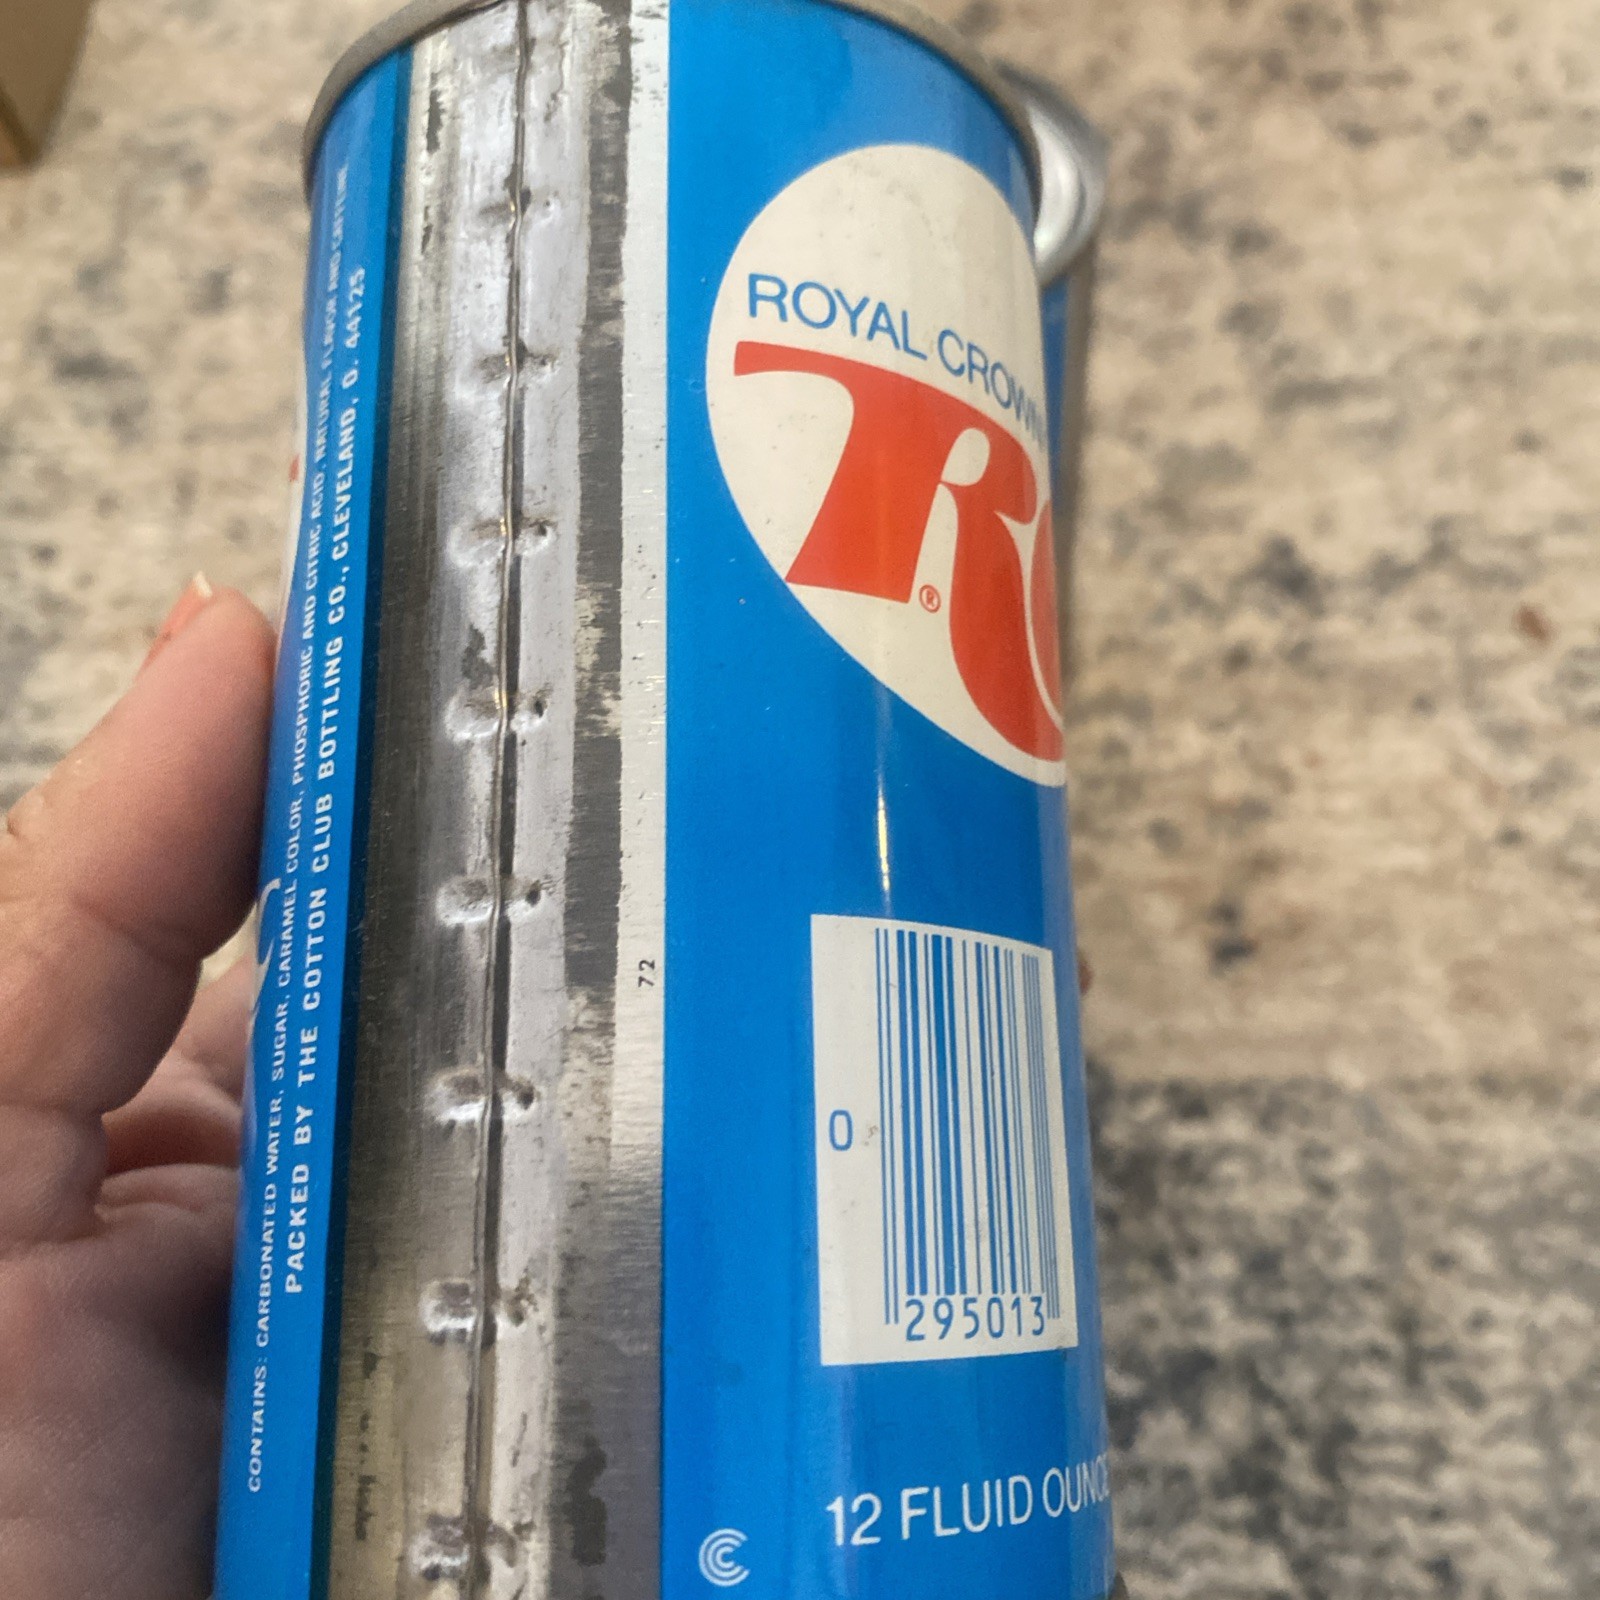 CONTAINS: CARBONATED WATER, SUGAR, CARAMEL COLOR, PHOSPHORIC AND CITRIC ACID, NATURAL FLAVOR AND CAFFEINE
PACKED BY THE COTTON CLUB BOTTLING CO., CLEVELAND, O. 44125
72
ROYAL CROWN
RC
®
0
295013
12 FLUID OUNCE